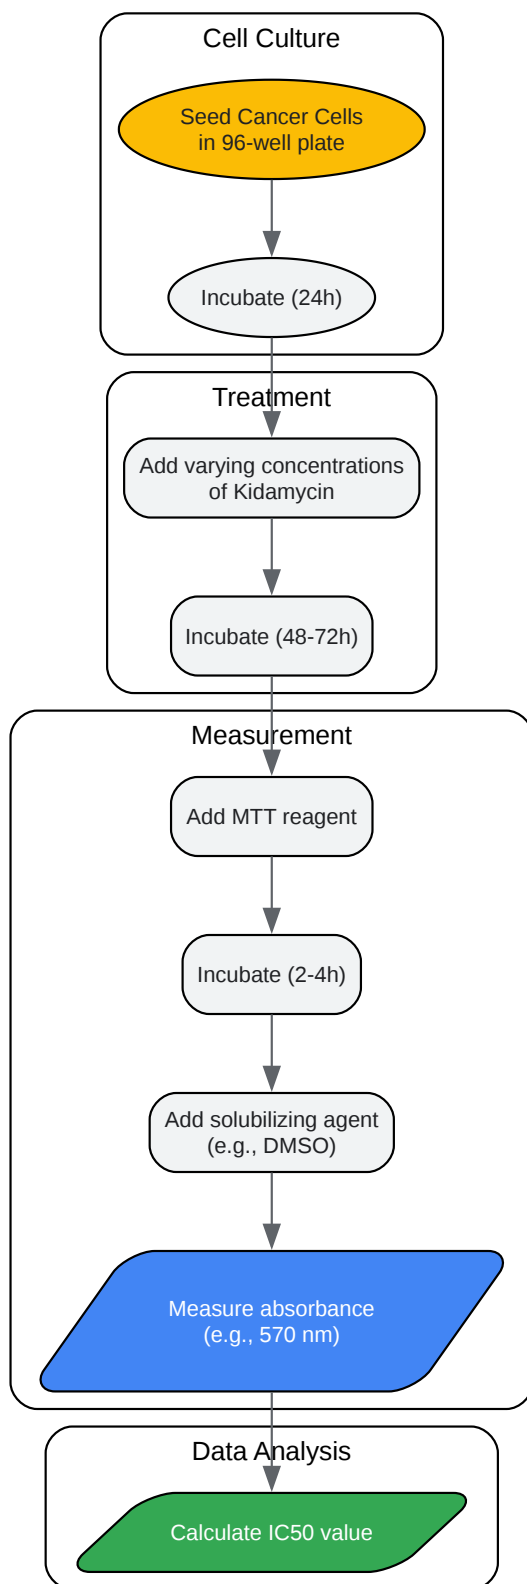 Cell Culture
Seed Cancer Cells
in 96-well plate
Incubate (24h)
Treatment
Add varying concentrations
of Kidamycin
Incubate (48-72h)
Measurement
Add MTT reagent
Incubate (2-4h)
Add solubilizing agent
(e.g., DMSO)
Measure absorbance
(e.g., 570 nm)
Data Analysis
Calculate IC50 value